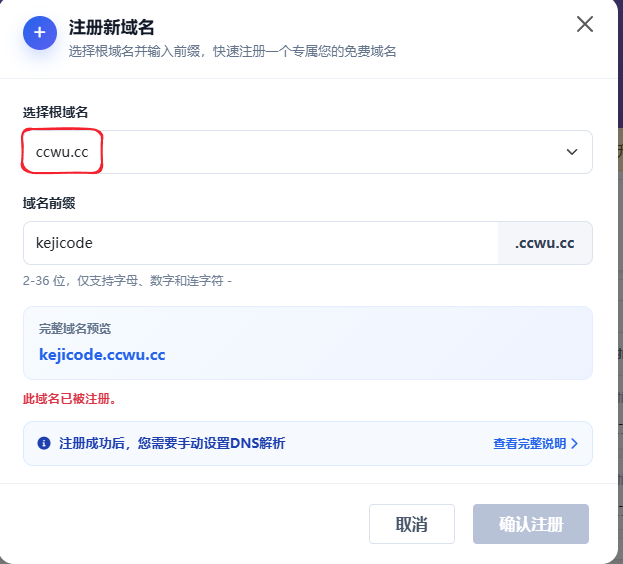 + 注册新域名
选择根域名并输入前缀，快速注册一个专属您的免费域名
选择根域名
ccwu.cc
域名前缀
kejicode .ccwu.cc
2-36 位，仅支持字母、数字和连字符 -
完整域名预览
kejicode.ccwu.cc
此域名已被注册。
注册成功后，您需要手动设置DNS解析 查看完整说明
取消 确认注册